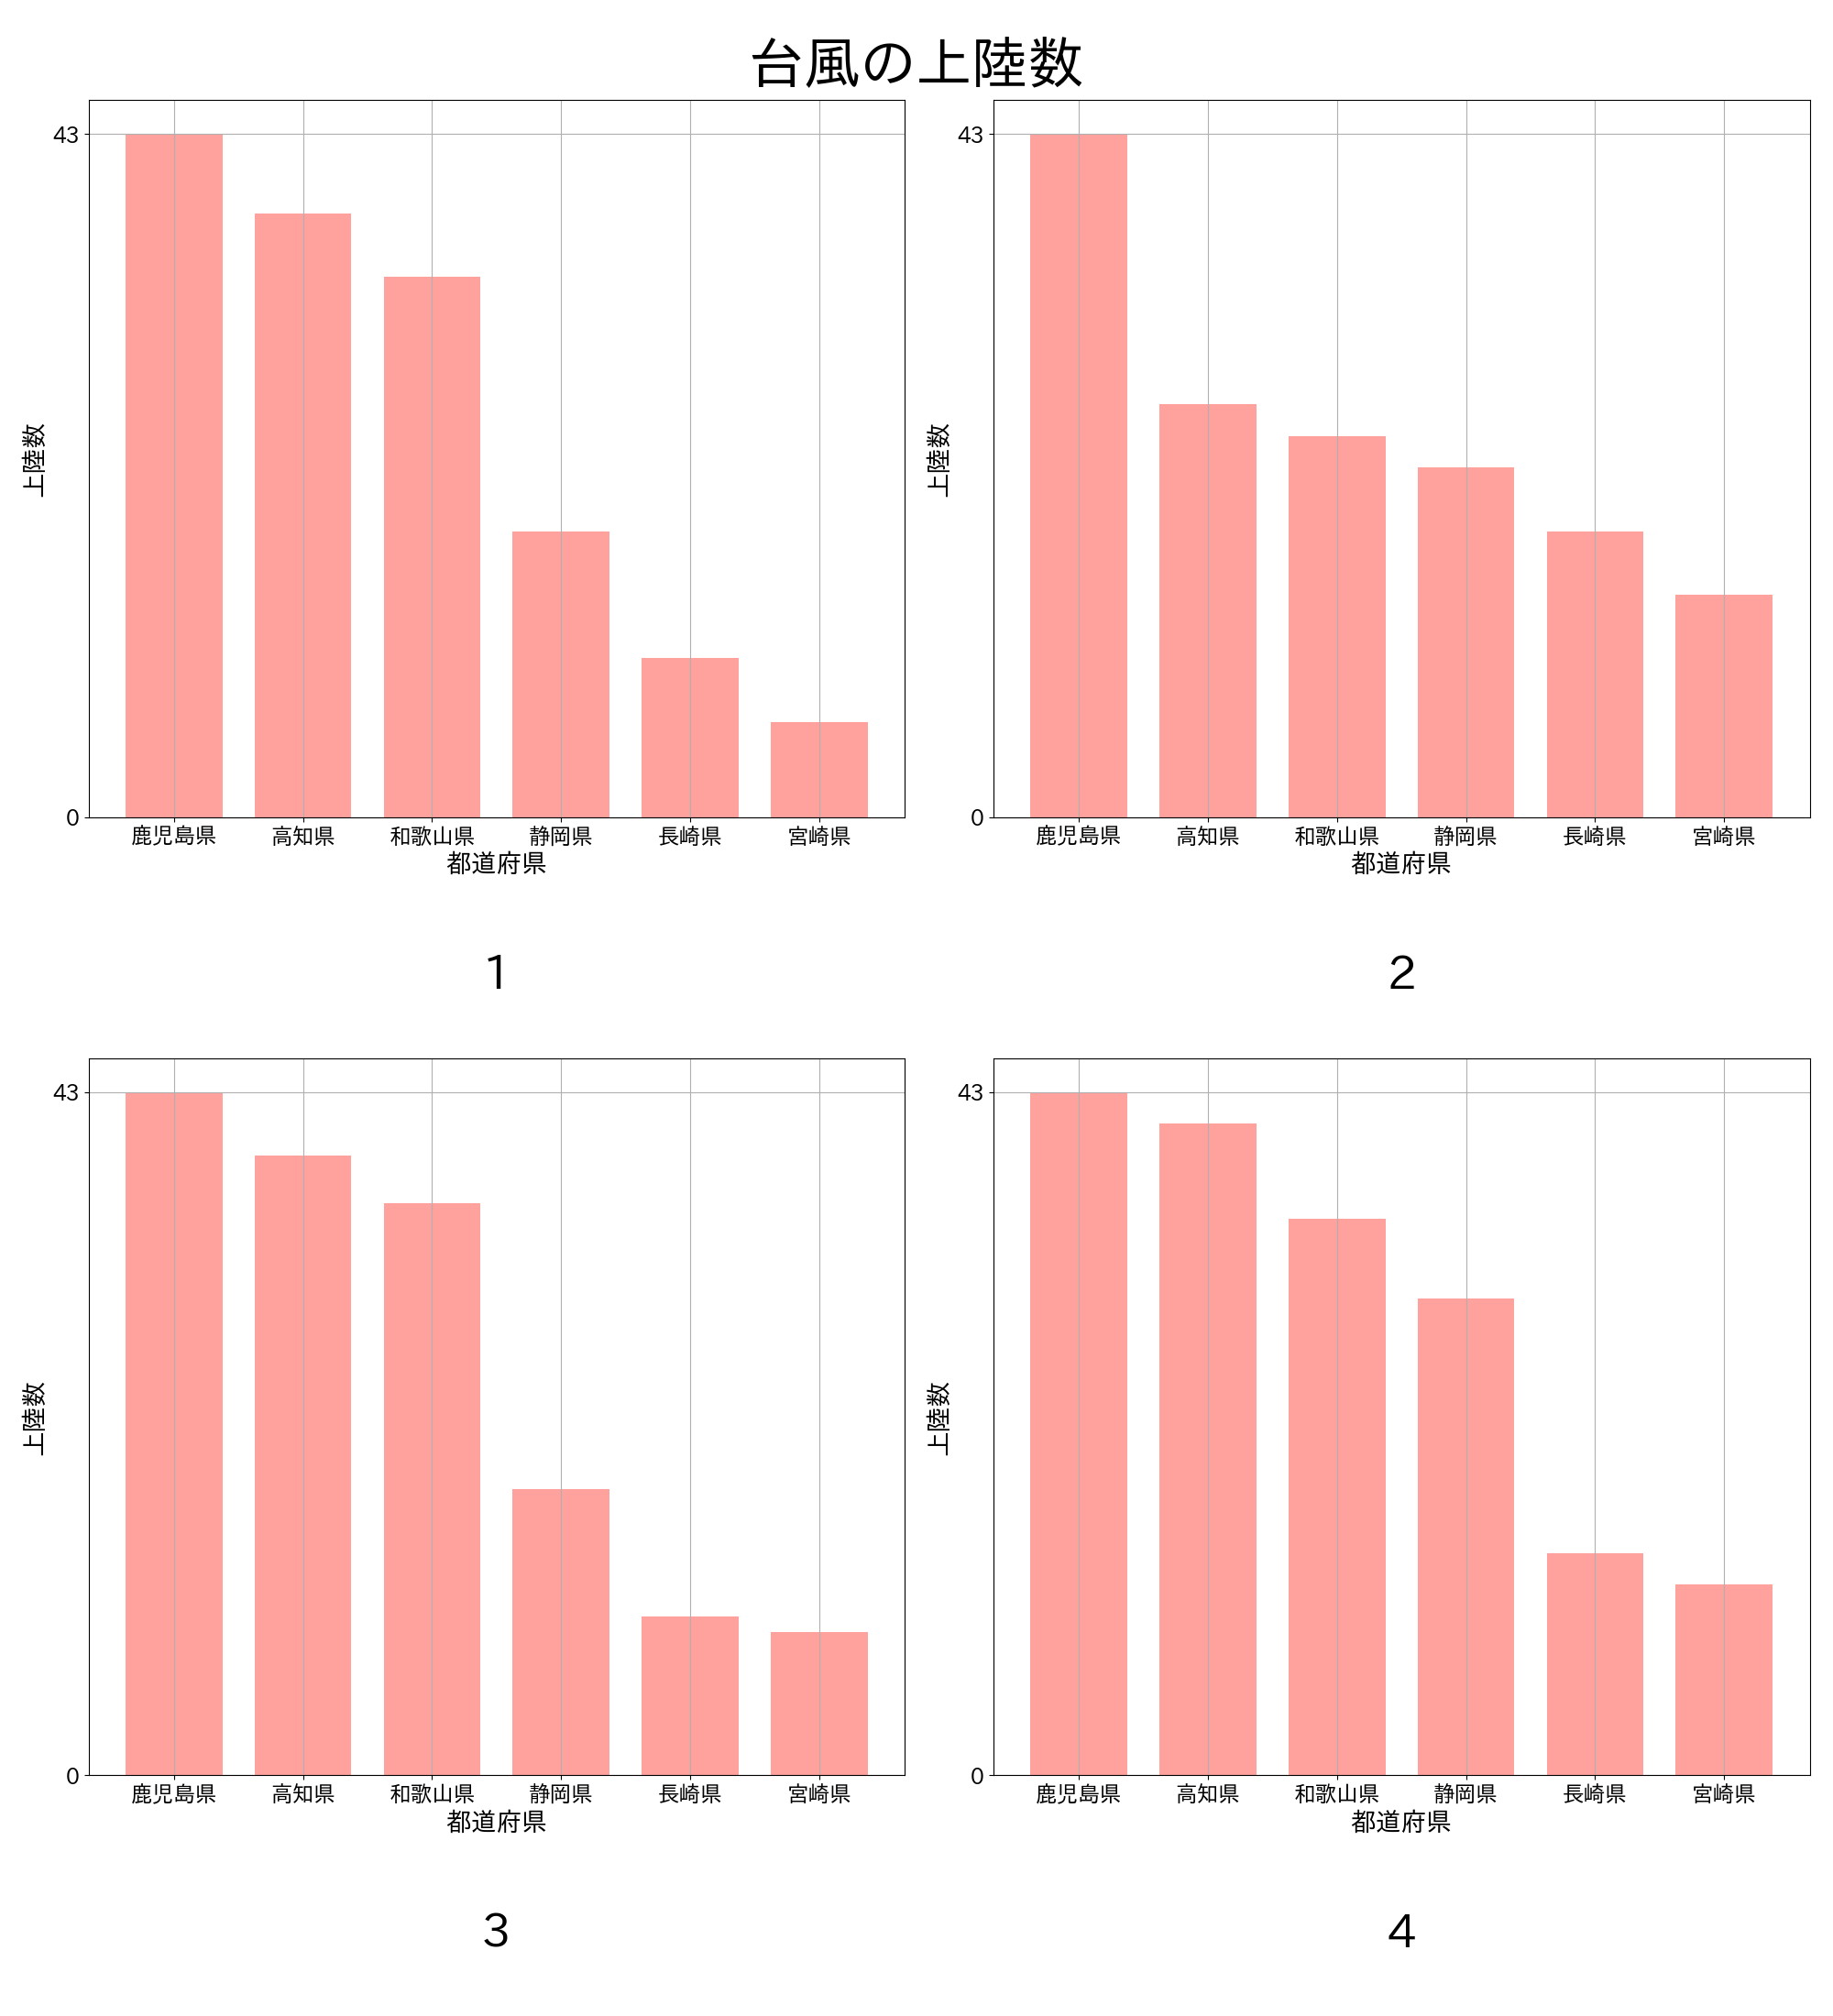 台風の上陸数
43
0
上陸数
鹿児島県 高知県 和歌山県 静岡県 長崎県 宮崎県
都道府県
1
43
0
上陸数
鹿児島県 高知県 和歌山県 静岡県 長崎県 宮崎県
都道府県
2
43
0
上陸数
鹿児島県 高知県 和歌山県 静岡県 長崎県 宮崎県
都道府県
3
43
0
上陸数
鹿児島県 高知県 和歌山県 静岡県 長崎県 宮崎県
都道府県
4